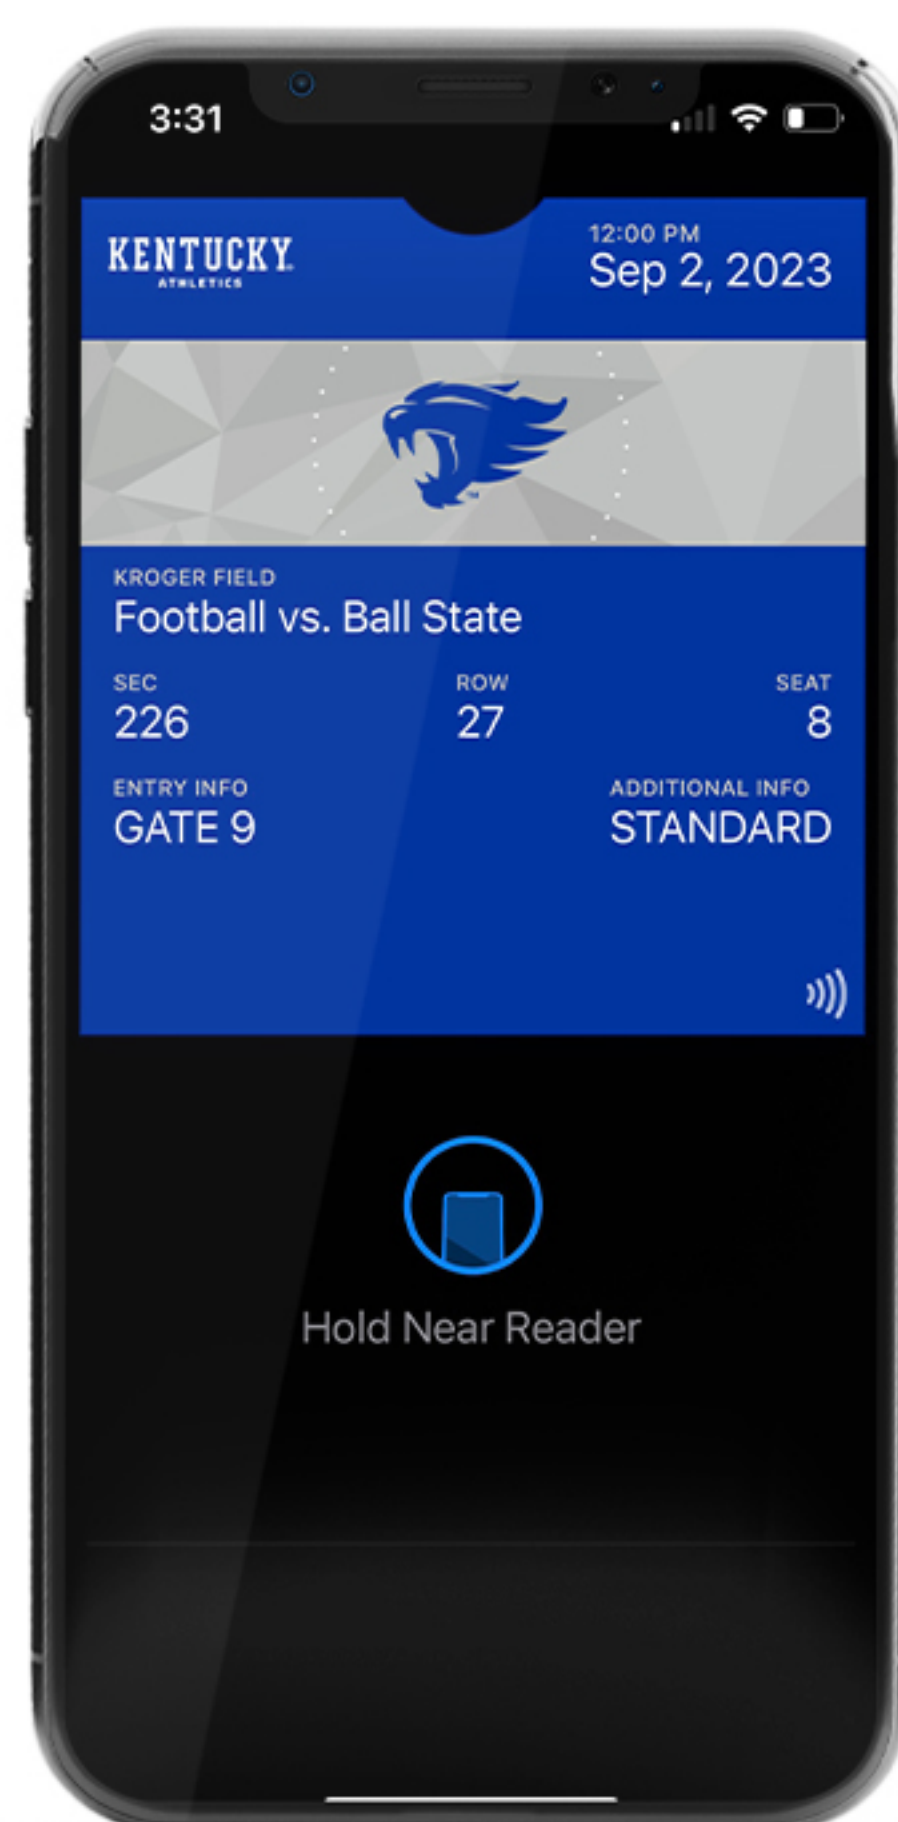 3:31
KENTUCKY
ATHLETICS
12:00 PM
Sep 2, 2023
KROGER FIELD
Football vs. Ball State
SEC ROW SEAT
226 27 8
ENTRY INFO ADDITIONAL INFO
GATE 9 STANDARD
Hold Near Reader